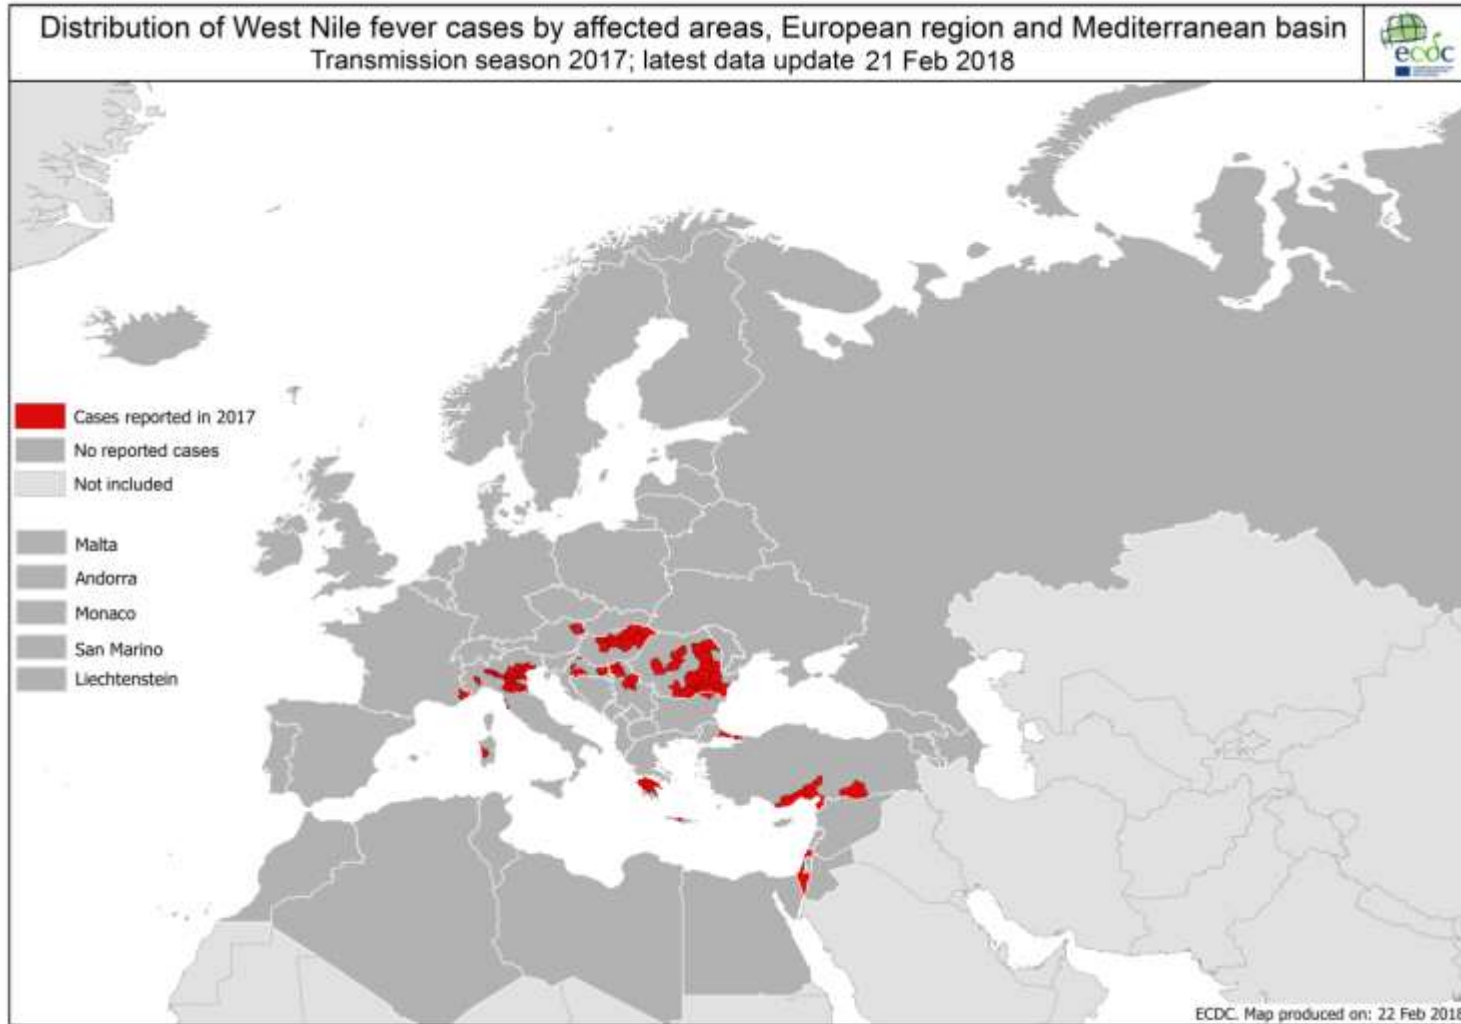 Distribution of West Nile fever cases by affected areas, European region and Mediterranean basin
Transmission season 2017; latest data update 21 Feb 2018
ecdc
Cases reported in 2017
No reported cases
Not included
Malta
Andorra
Monaco
San Marino
Liechtenstein
ECDC. Map produced on: 22 Feb 2018